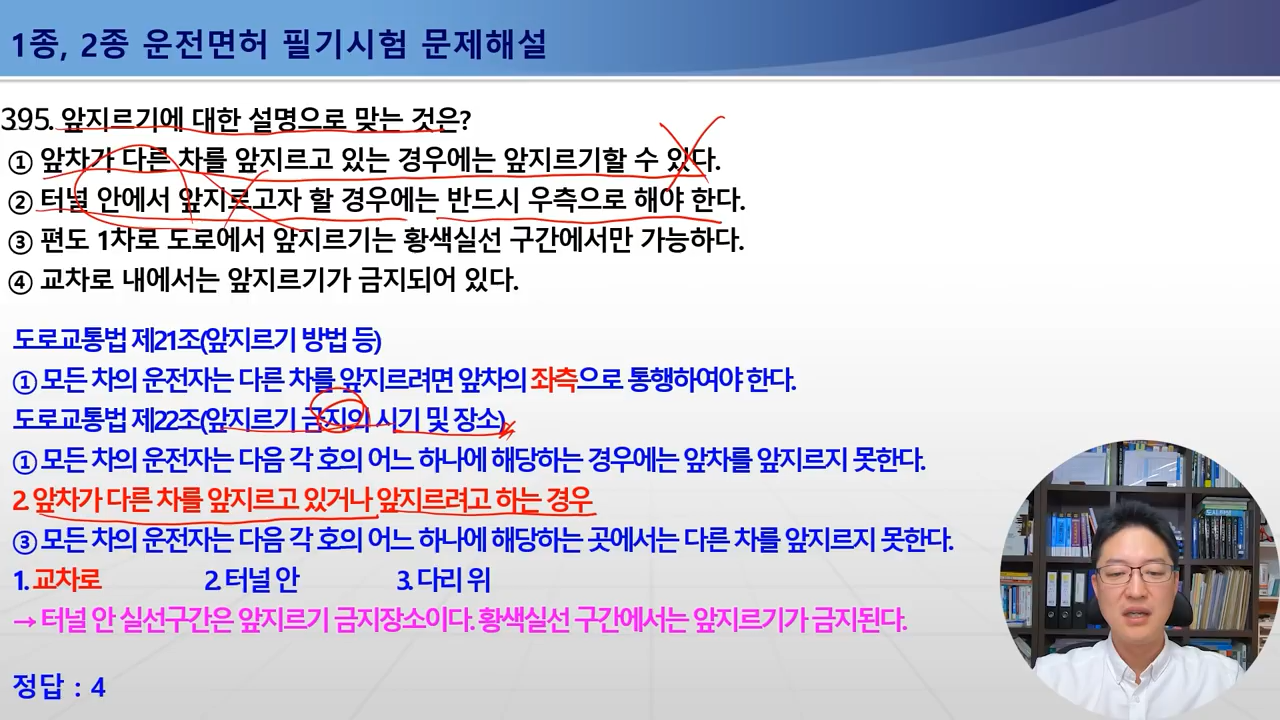 1종, 2종 운전면허 필기시험 문제해설
395. 앞지르기에 대한 설명으로 맞는 것은?
① 앞차가 다른 차를 앞지르고 있는 경우에는 앞지르기할 수 있다.
② 터널 안에서 앞지르고자 할 경우에는 반드시 우측으로 해야 한다.
③ 편도 1차로 도로에서 앞지르기는 황색실선 구간에서만 가능하다.
④ 교차로 내에서는 앞지르기가 금지되어 있다.
도로교통법 제21조(앞지르기 방법 등)
① 모든 차의 운전자는 다른 차를 앞지르려면 앞차의 좌측으로 통행하여야 한다.
도로교통법 제22조(앞지르기 금지의 시기 및 장소)
① 모든 차의 운전자는 다음 각 호의 어느 하나에 해당하는 경우에는 앞차를 앞지르지 못한다.
2. 앞차가 다른 차를 앞지르고 있거나 앞지르려고 하는 경우
③ 모든 차의 운전자는 다음 각 호의 어느 하나에 해당하는 곳에서는 다른 차를 앞지르지 못한다.
1. 교차로 2. 터널 안 3. 다리 위
→ 터널 안 실선구간은 앞지르기 금지장소이다. 황색실선 구간에서는 앞지르기가 금지된다.
정답 : 4